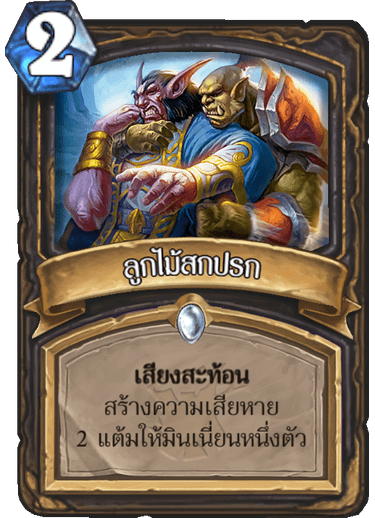 2
ลูกไม้สกปรก
เสียงสะท้อน
สร้างความเสียหาย
2 แต้มให้มินเนี่ยนหนึ่งตัว